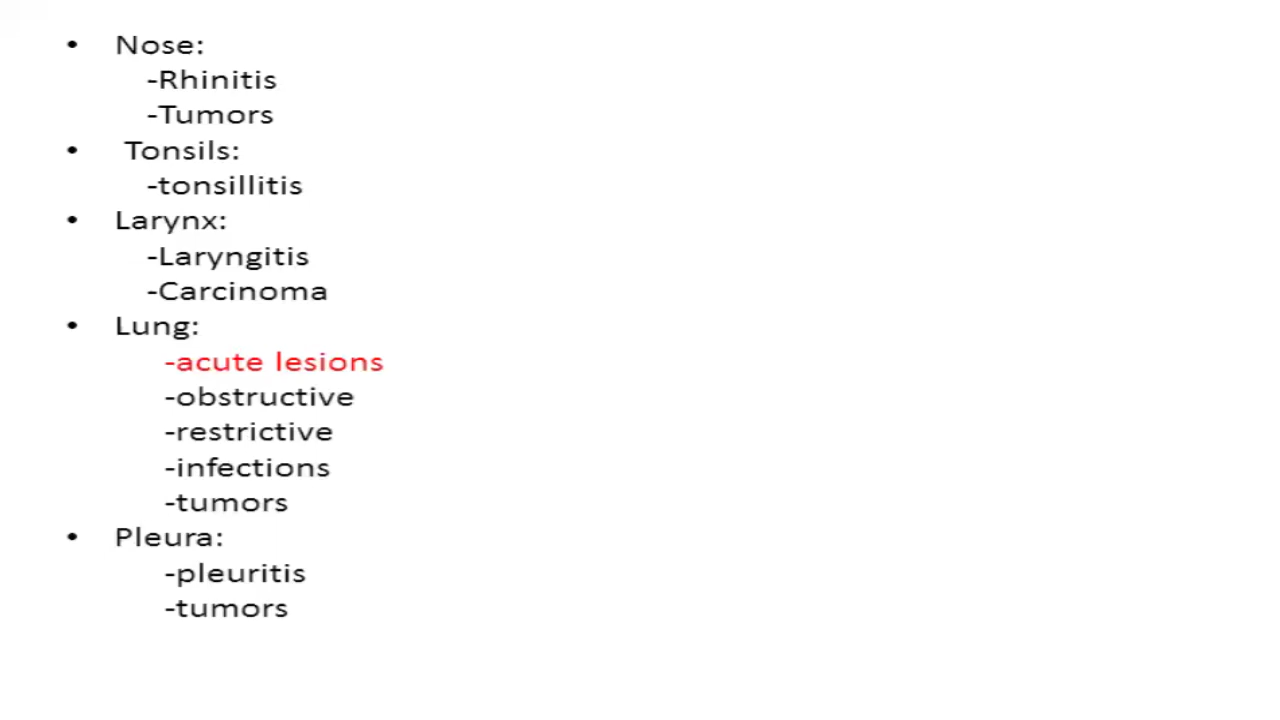 • Nose:
-Rhinitis
-Tumors
• Tonsils:
-tonsillitis
• Larynx:
-Laryngitis
-Carcinoma
• Lung:
-acute lesions
-obstructive
-restrictive
-infections
-tumors
• Pleura:
-pleuritis
-tumors